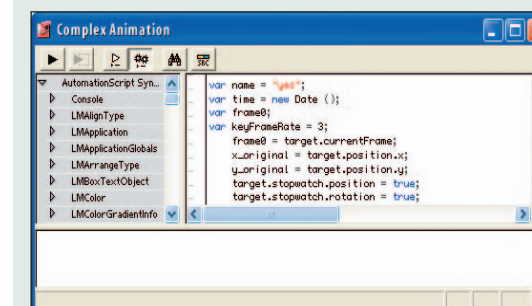 Complex Animation
SRC
AutomationScript Syn...
Console
LMAlignType
LMApplication
LMApplicationGlobals
LMArrangeType
LMBoxTextObject
LMColor
LMColorGradientInfo
var name = "yes";
var time = new Date ();
var frame0;
var keyFrameRate = 3;
frame0 = target.currentFrame;
x_original = target.position.x;
y_original = target.position.y;
target.stopwatch.position = true;
target.stopwatch.rotation = true;